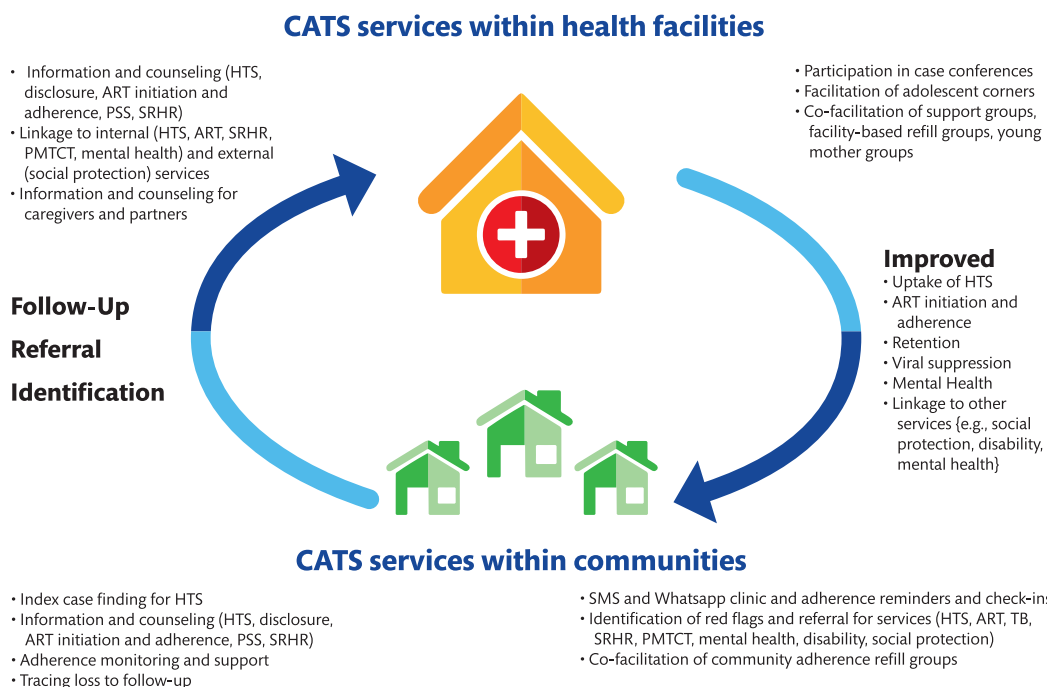 CATS services within health facilities
• Information and counseling (HTS,
disclosure, ART initiation and
adherence, PSS, SRHR)
• Linkage to internal (HTS, ART, SRHR,
PMTCT, mental health) and external
(social protection) services
• Information and counseling for
caregivers and partners
• Participation in case conferences
• Facilitation of adolescent corners
• Co-facilitation of support groups,
facility-based refill groups, young
mother groups
Follow-Up
Referral
Identification
Improved
• Uptake of HTS
• ART initiation and
adherence
• Retention
• Viral suppression
• Mental Health
• Linkage to other
services {e.g., social
protection, disability,
mental health}
CATS services within communities
• Index case finding for HTS
• Information and counseling (HTS, disclosure,
ART initiation and adherence, PSS, SRHR)
• Adherence monitoring and support
• Tracing loss to follow-up
• SMS and Whatsapp clinic and adherence reminders and check-ins
• Identification of red flags and referral for services (HTS, ART, TB,
SRHR, PMTCT, mental health, disability, social protection)
• Co-facilitation of community adherence refill groups